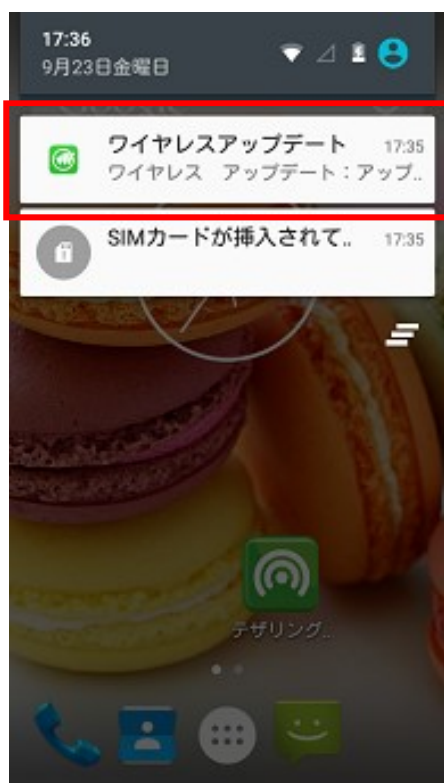 17:36
9月23日金曜日
ワイヤレスアップデート 17:35
ワイヤレス アップデート：アップ..
SIMカードが挿入されて.. 17:35
テザリング..